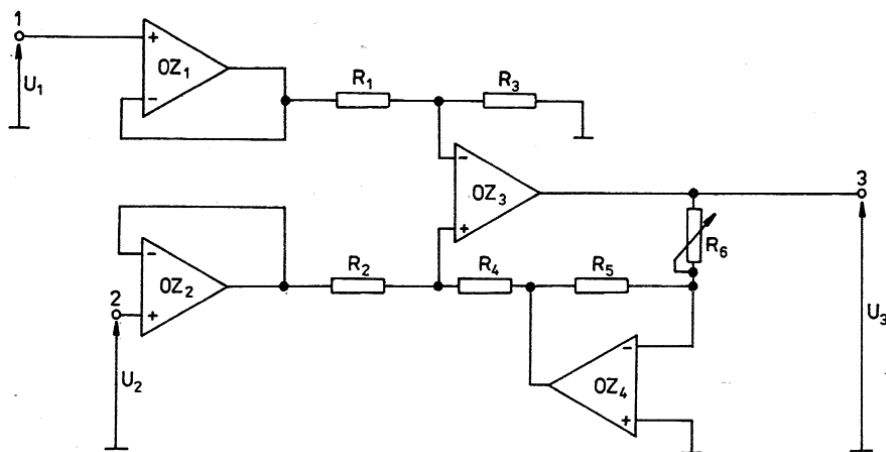 1
+
OZ₁
−
U₁
R₁
R₃
−
OZ₃
+
3
R₆
−
OZ₂
+
2
U₂
R₂
R₄
R₅
−
OZ₄
+
U₃